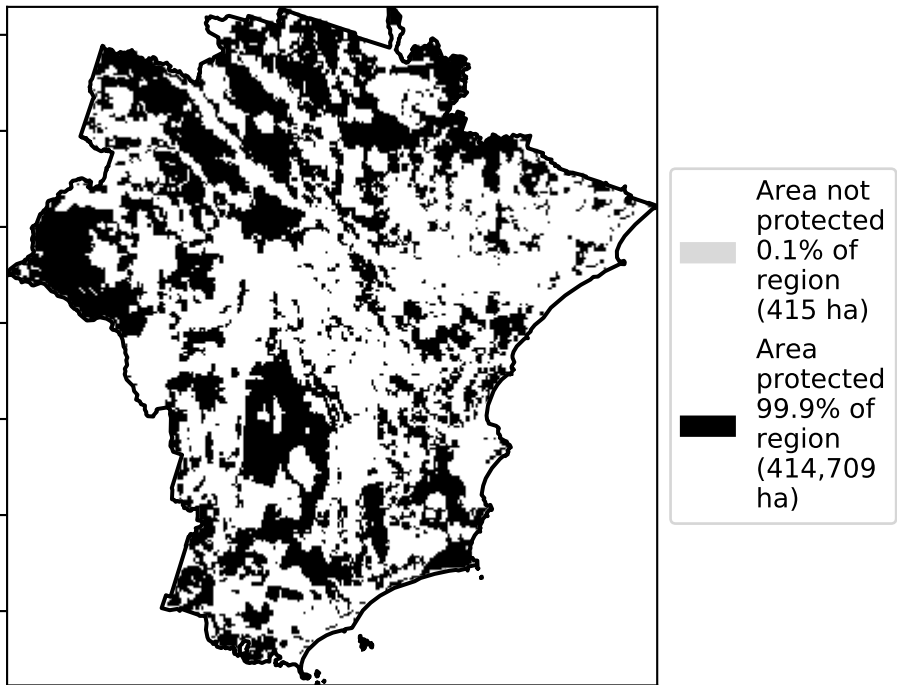 Area not
protected
0.1% of
region
(415 ha)
Area
protected
99.9% of
region
(414,709
ha)